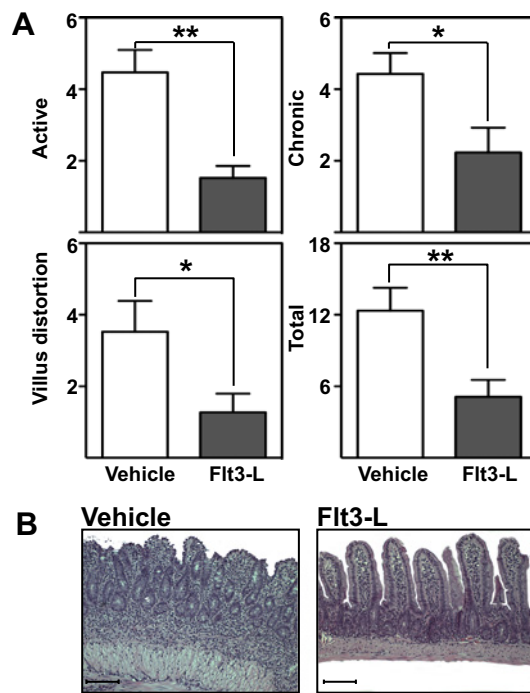 A
6
4
2
Active
**
6
4
2
Chronic
*
6
4
2
Villus distortion
*
Vehicle Flt3-L
18
12
6
Total
**
Vehicle Flt3-L
B
Vehicle
Flt3-L